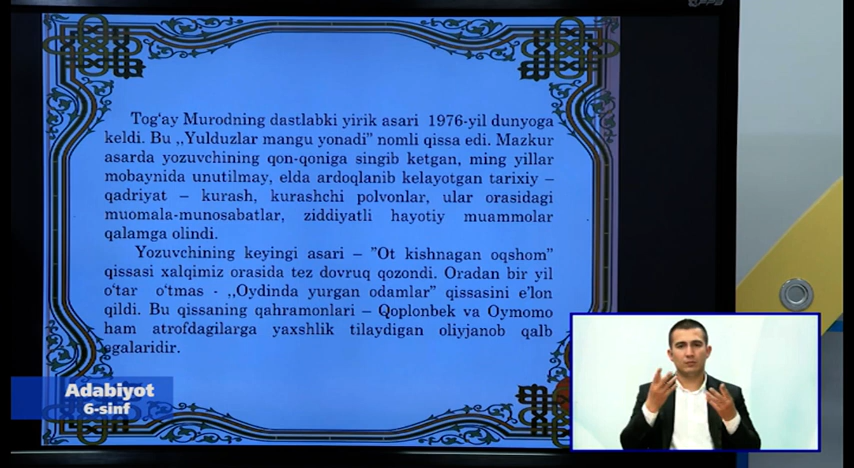 Tog‘ay Murodning dastlabki yirik asari 1976-yil dunyoga
keldi. Bu ,,Yulduzlar mangu yonadi” nomli qissa edi. Mazkur
asarda yozuvchining qon-qoniga singib ketgan, ming yillar
mobaynida unutilmay, elda ardoqlanib kelayotgan tarixiy –
qadriyat – kurash, kurashchi polvonlar, ular orasidagi
muomala-munosabatlar, ziddiyatli hayotiy muammolar
qalamga olindi.
Yozuvchining keyingi asari – ”Ot kishnagan oqshom”
qissasi xalqimiz orasida tez dovruq qozondi. Oradan bir yil
o‘tar o‘tmas - ,,Oydinda yurgan odamlar” qissasini e’lon
qildi. Bu qissaning qahramonlari – Qoplonbek va Oymomo
ham atrofdagilarga yaxshlik tilaydigan oliyjanob qalb
egalaridir.
Adabiyot
6-sinf